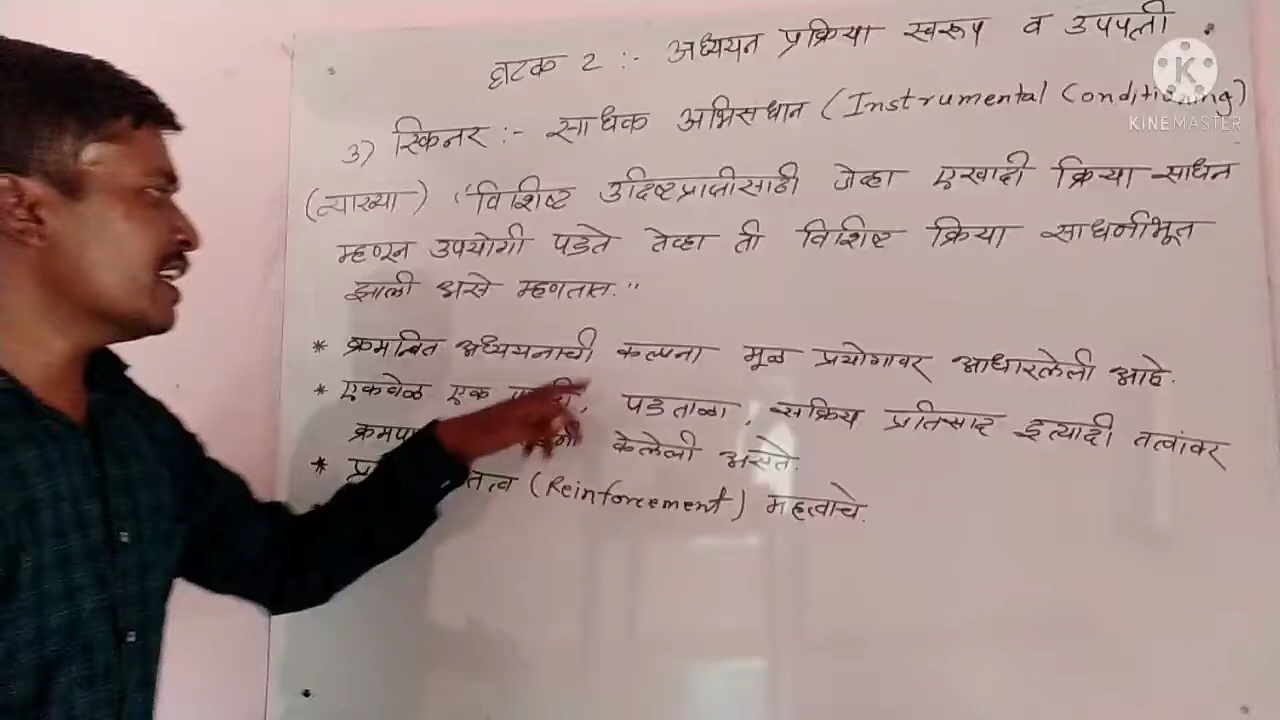 घटक 2 :- अध्ययन प्रक्रिया स्वरूप व उपपत्ती
K
KINEMASTER
3) स्किनर :- साधक अभिसंधान (Instrumental Conditioning)
(व्याख्या) "विशिष्ट उदिष्टप्राप्तीसाठी जेव्हा एखादी क्रिया साधन
म्हणून उपयोगी पडते तेव्हा ती विशिष्ट क्रिया साधनीभूत
झाली असे म्हणतात."
* क्रमान्वित अध्ययनाची कल्पना मूळ प्रयोगावर आधारलेली आहे.
* एकवेळ एक , पडताळा , सक्रिय प्रतिसाद इत्यादी तत्वांवर
केलेली असते.
* तत्व (Reinforcement) महत्वाचे.